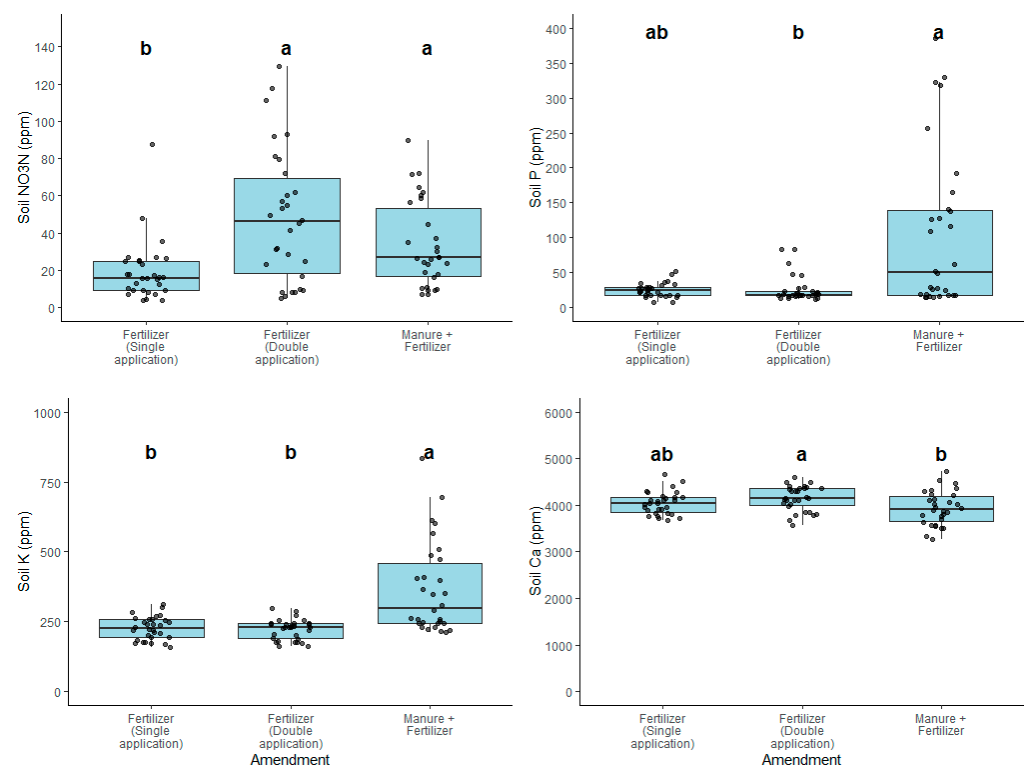 Soil NO3N (ppm)
140
120
100
80
60
40
20
0
b
a
a
Fertilizer
(Single
application)
Fertilizer
(Double
application)
Manure +
Fertilizer
Soil P (ppm)
400
350
300
250
200
150
100
50
0
ab
b
a
Fertilizer
(Single
application)
Fertilizer
(Double
application)
Manure +
Fertilizer
Soil K (ppm)
1000
750
500
250
0
b
b
a
Fertilizer
(Single
application)
Fertilizer
(Double
application)
Manure +
Fertilizer
Amendment
Soil Ca (ppm)
6000
5000
4000
3000
2000
1000
0
ab
a
b
Fertilizer
(Single
application)
Fertilizer
(Double
application)
Manure +
Fertilizer
Amendment